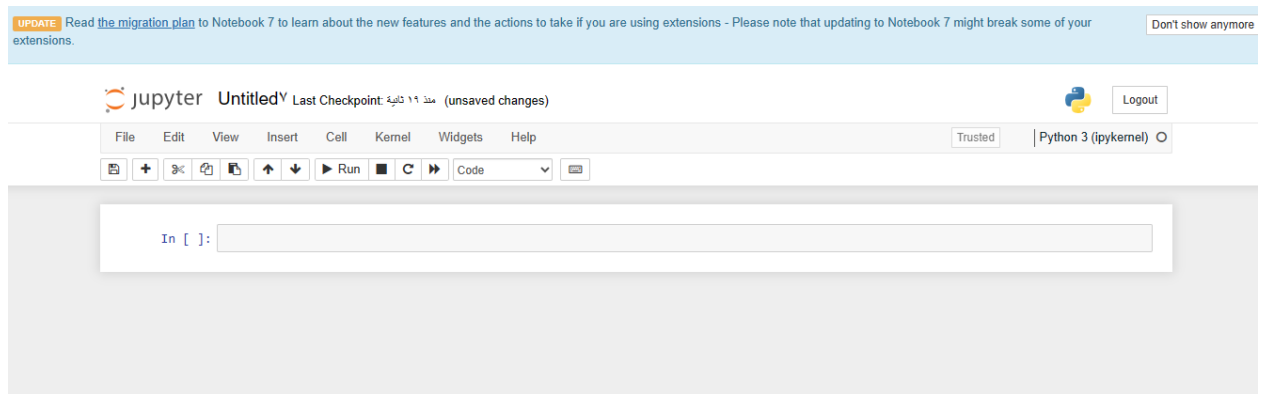 UPDATE Read the migration plan to Notebook 7 to learn about the new features and the actions to take if you are using extensions - Please note that updating to Notebook 7 might break some of your
extensions.
Don't show anymore
jupyter Untitled٧ Last Checkpoint: منذ ١٩ ثانية (unsaved changes)
Logout
File Edit View Insert Cell Kernel Widgets Help
Trusted Python 3 (ipykernel)
Run Code
In [ ]: